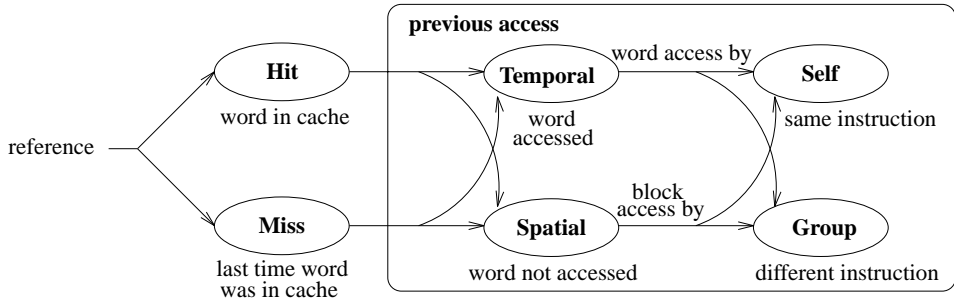 previous access
Hit
word in cache
Temporal
word
accessed
word access by
Self
same instruction
reference
Miss
last time word
was in cache
Spatial
word not accessed
block
access by
Group
different instruction